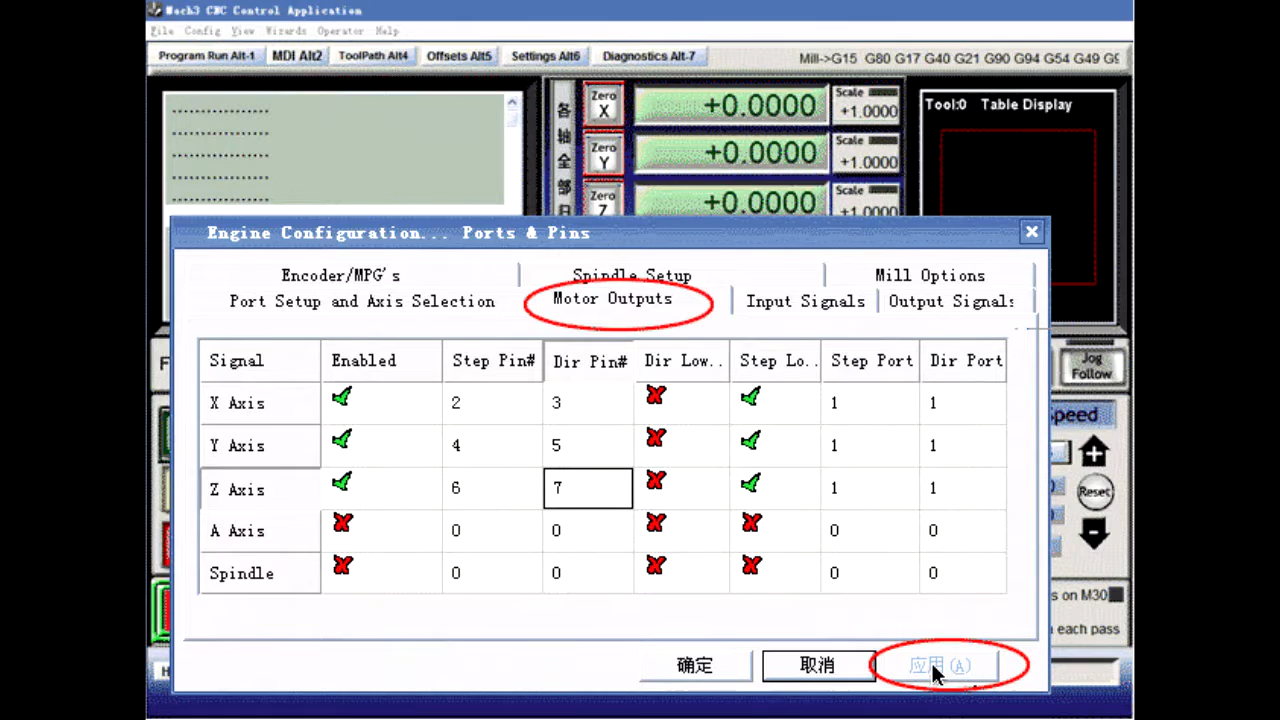 Mach3 CNC Control Application
File Config View Wizards Operator Help
Program Run Alt-1 MDI Alt2 ToolPath Alt4 Offsets Alt5 Settings Alt6 Diagnostics Alt-7 Mill->G15 G80 G17 G40 G21 G90 G94 G54 G49 G9
各轴全部归
Zero X +0.0000 Scale +1.0000
Zero Y +0.0000 Scale +1.0000
Zero Z +0.0000 Scale +1.0000
Tool:0 Table Display
Engine Configuration... Ports & Pins
Encoder/MPG's Spindle Setup Mill Options
Port Setup and Axis Selection Motor Outputs Input Signals Output Signals
Signal Enabled Step Pin# Dir Pin# Dir Low.. Step Lo.. Step Port Dir Port
X Axis 2 3 1 1
Y Axis 4 5 1 1
Z Axis 6 7 1 1
A Axis 0 0 0 0
Spindle 0 0 0 0
确定 取消 应用(A)
Jog Follow
Speed
Reset
s on M30
each pass